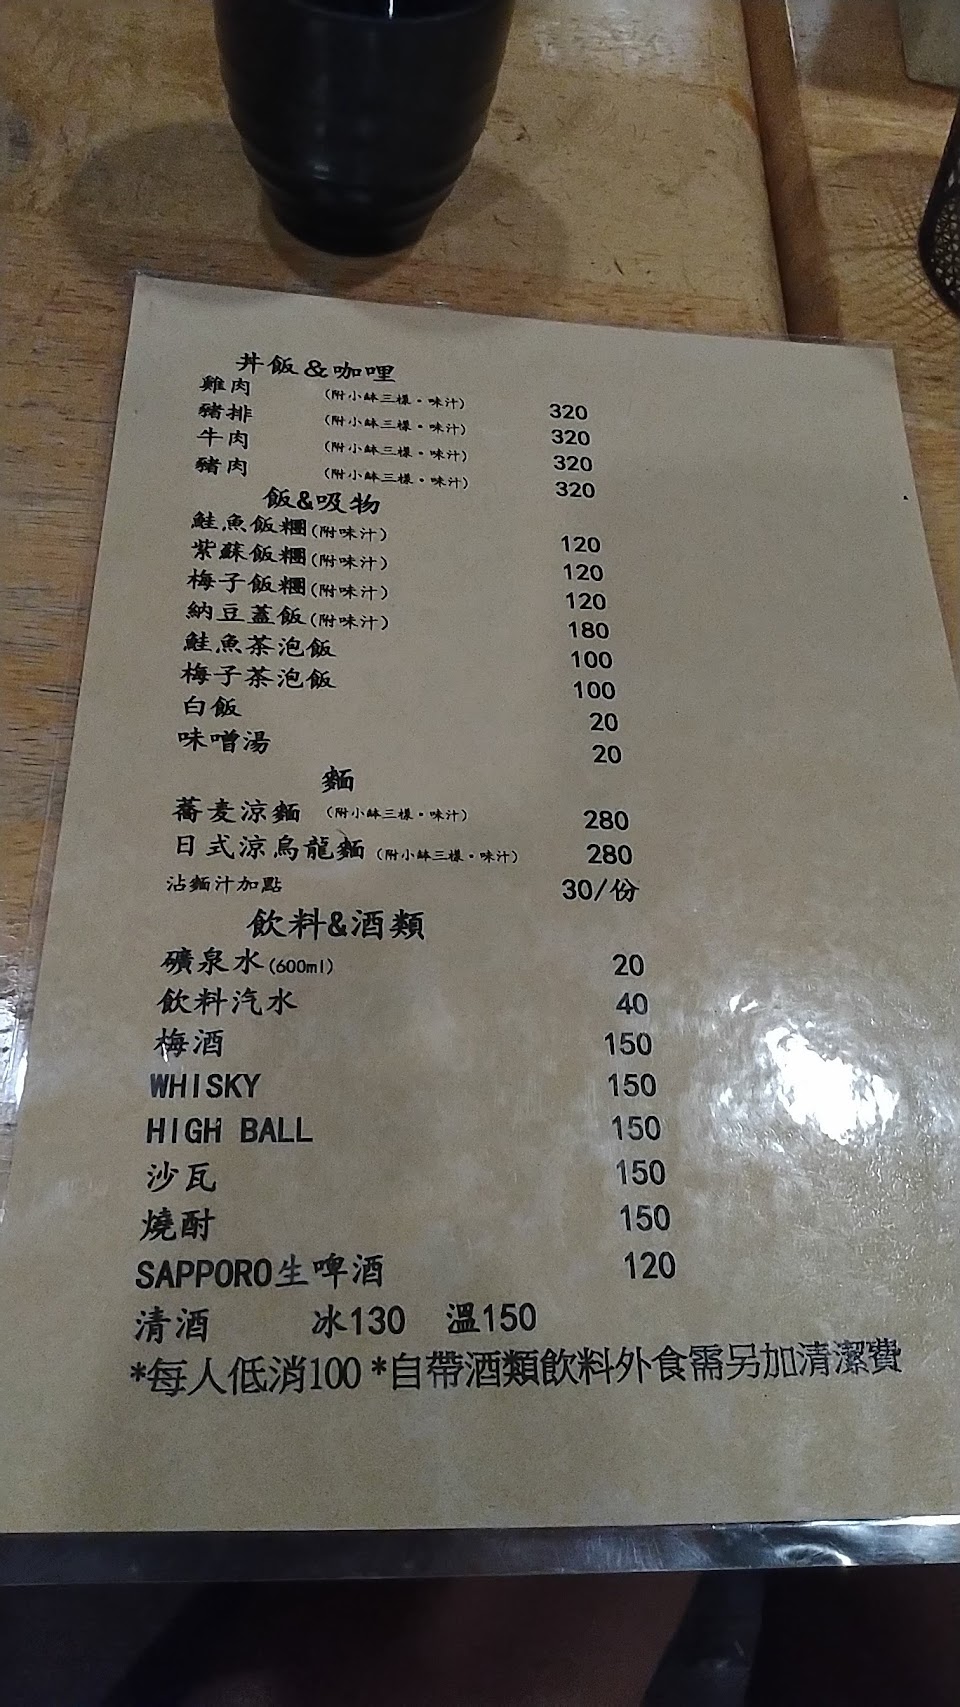 丼飯&咖哩
雞肉 (附小缽三樣。味汁) 320
豬排 (附小缽三樣。味汁) 320
牛肉 (附小缽三樣。味汁) 320
豬肉 (附小缽三樣。味汁) 320
飯&吸物
鮭魚飯糰(附味汁) 120
紫蘇飯糰(附味汁) 120
梅子飯糰(附味汁) 120
納豆蓋飯(附味汁) 180
鮭魚茶泡飯 100
梅子茶泡飯 100
白飯 20
味噌湯 20
麵
蕎麦涼麵 (附小缽三樣。味汁) 280
日式涼烏龍麵 (附小缽三樣。味汁) 280
沾麵汁加點 30/份
飲料&酒類
礦泉水(600ml) 20
飲料汽水 40
梅酒 150
WHISKY 150
HIGH BALL 150
沙瓦 150
燒酎 150
SAPPORO生啤酒 120
清酒 冰130 溫150
*每人低消100 *自帶酒類飲料外食需另加清潔費